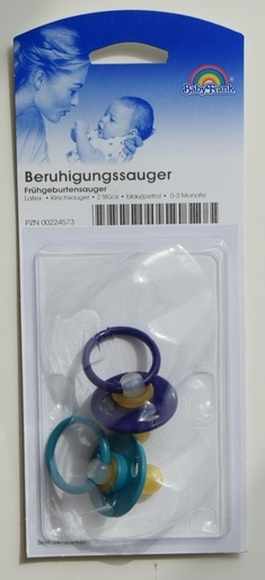 Baby-Frank
®
Beruhigungssauger
Frühgeburtensauger
Latex • Kirschsauger • 2 Stück • blau/petrol • 0-3 Monate
PZN 00224573